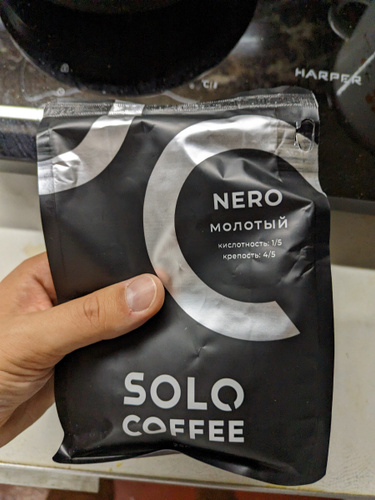 HARPER
NERO
МОЛОТЫЙ
кислотность: 1/5
крепость: 4/5
SOLO
COFFEE